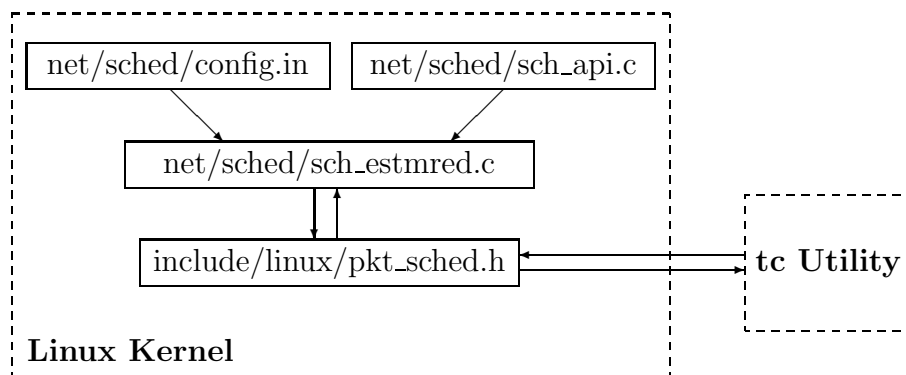 net/sched/config.in
net/sched/sch_api.c
net/sched/sch_estmred.c
include/linux/pkt_sched.h
tc Utility
Linux Kernel